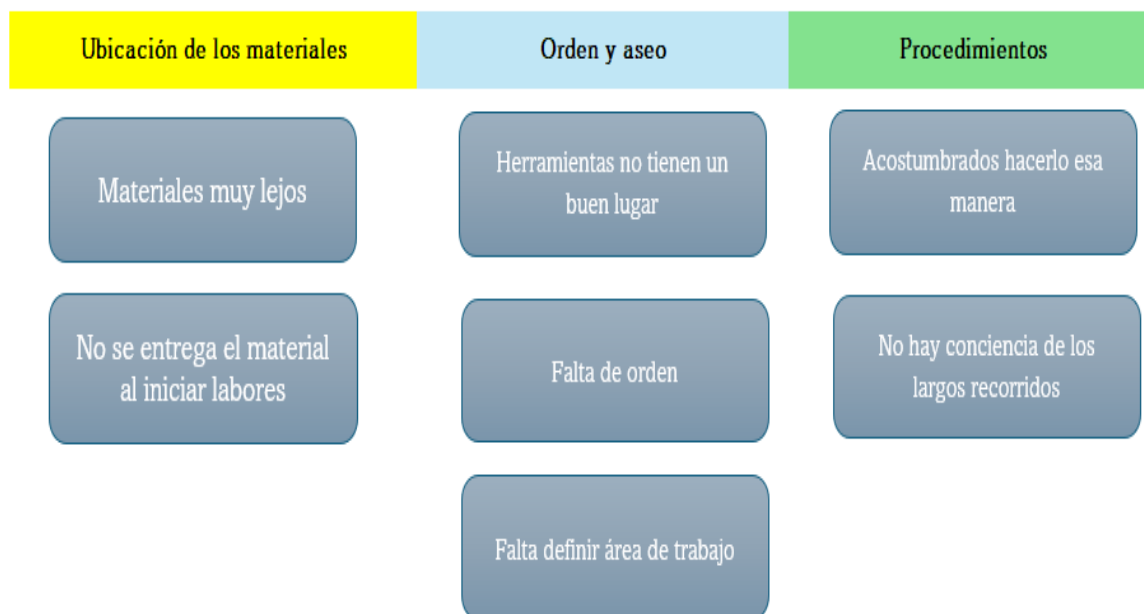 Ubicación de los materiales
Orden y aseo
Procedimientos
Materiales muy lejos
Herramientas no tienen un
buen lugar
Acostumbrados hacerlo esa
manera
No se entrega el material
al iniciar labores
Falta de orden
No hay conciencia de los
largos recorridos
Falta definir área de trabajo